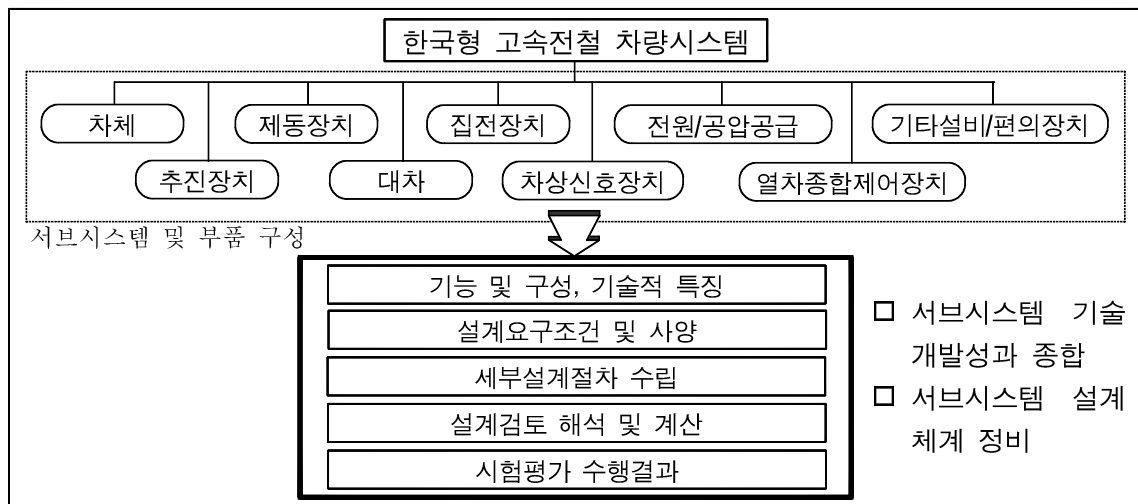 한국형 고속전철 차량시스템
차체
제동장치
집전장치
전원/공압공급
기타설비/편의장치
추진장치
대차
차상신호장치
열차종합제어장치
서브시스템 및 부품 구성
기능 및 구성, 기술적 특징
설계요구조건 및 사양
세부설계절차 수립
설계검토 해석 및 계산
시험평가 수행결과
□ 서브시스템 기술
개발성과 종합
□ 서브시스템 설계
체계 정비